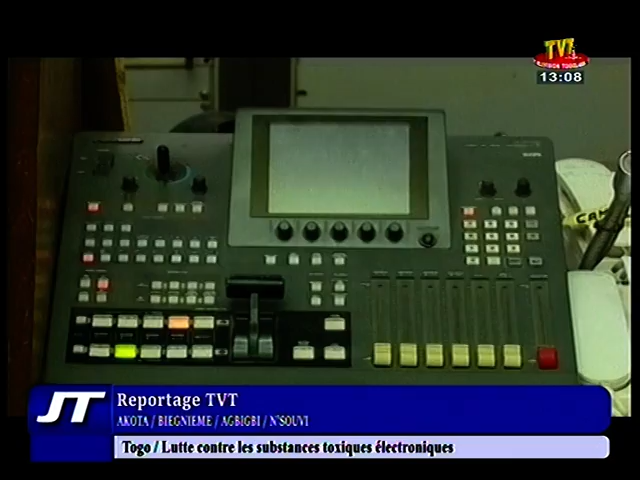 TVT
13:08
JT
Reportage TVT
AKOTA / BIEGNIEME / AGBIGBI / N'SOUVI
Togo / Lutte contre les substances toxiques électroniques